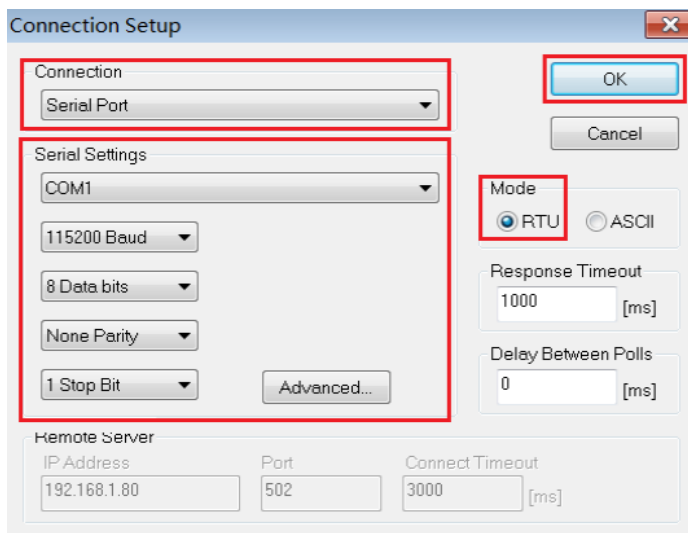 Connection Setup
Connection
Serial Port
OK
Cancel
Serial Settings
COM1
115200 Baud
8 Data bits
None Parity
1 Stop Bit
Advanced...
Mode
RTU
ASCII
Response Timeout
1000
[ms]
Delay Between Polls
0
[ms]
Remote Server
IP Address
Port
Connect Timeout
192.168.1.80
502
3000
[ms]